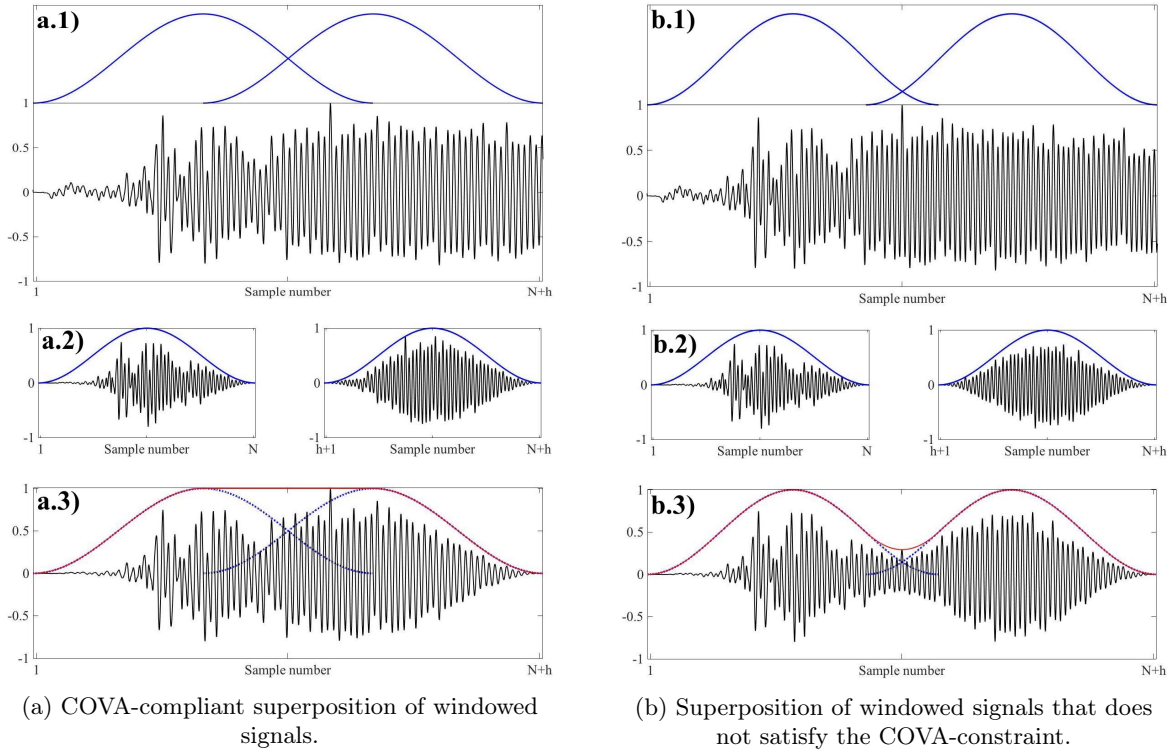 a.1)
1
0.5
0
-0.5
-1
1 Sample number N+h
a.2)
1
0
-1
1 Sample number N
1
0
-1
h+1 Sample number N+h
a.3)
1
0.5
0
-0.5
-1
1 Sample number N+h
(a) COVA-compliant superposition of windowed
signals.
b.1)
1
0.5
0
-0.5
-1
1 Sample number N+h
b.2)
1
0
-1
1 Sample number N
1
0
-1
h+1 Sample number N+h
b.3)
1
0.5
0
-0.5
-1
1 Sample number N+h
(b) Superposition of windowed signals that does
not satisfy the COVA-constraint.